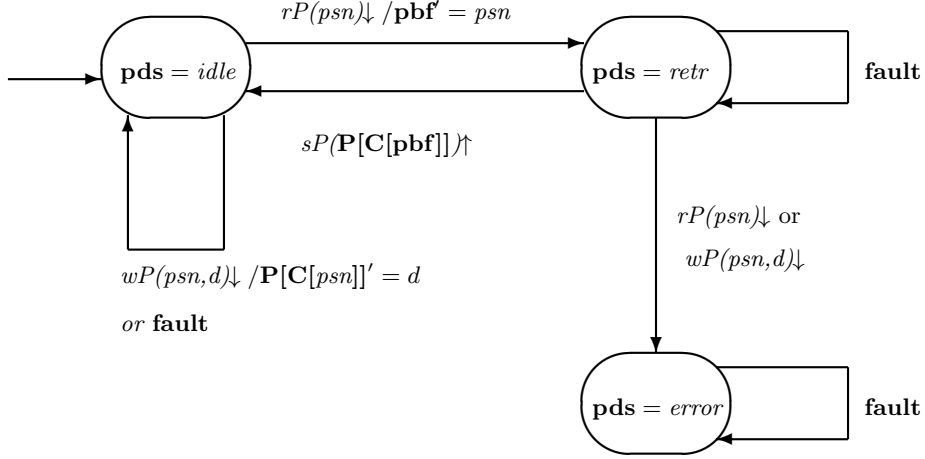 rP(psn)↓ /pbf′ = psn
pds = idle
pds = retr
fault
sP(P[C[pbf]])↑
rP(psn)↓ or
wP(psn,d)↓
wP(psn,d)↓ /P[C[psn]]′ = d
or fault
pds = error
fault